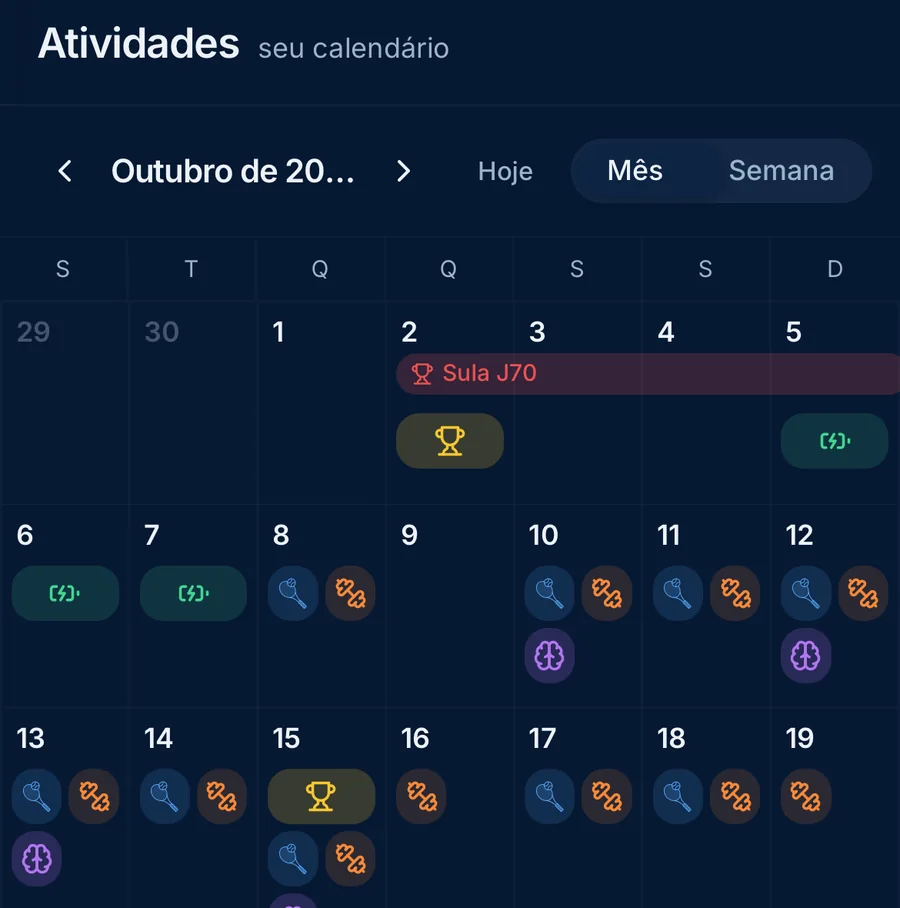 Atividades seu calendário
Outubro de 20... Hoje Mês Semana
S T Q Q S S D
29 30 1 2 3 4 5
Sula J70
6 7 8 9 10 11 12
13 14 15 16 17 18 19